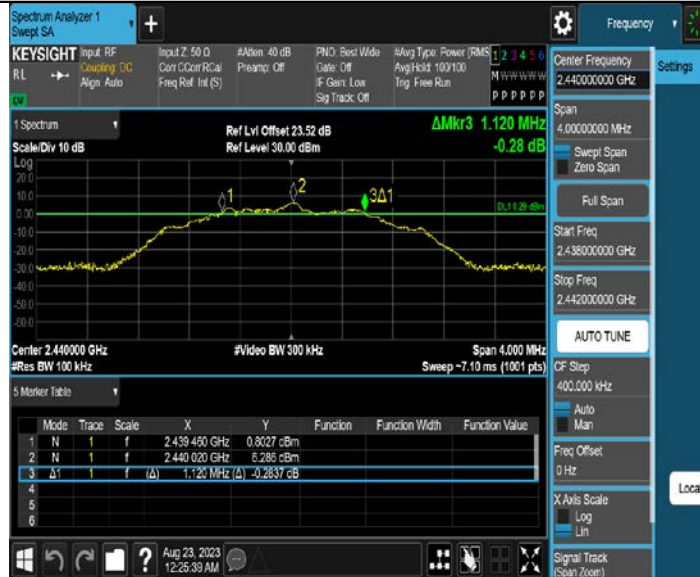 Spectrum Analyzer 1
Swept SA
+
Frequency
KEYSIGHT
RL
Input: RF
Coupling: DC
Align: Auto
Input Z: 50 Ω
Corr CCorr RCal
Freq Ref: Int (S)
#Atten: 40 dB
Preamp: Off
PNO: Best Wide
Gate: Off
IF Gain: Low
Sig Track: Off
#Avg Type: Power (RMS
Avg|Hold: 100/100
Trig: Free Run
1 2 3 4 5 6
M W W W W W
P P P P P P
Center Frequency
2.440000000 GHz
Settings
Span
4.00000000 MHz
Swept Span
Zero Span
Full Span
Start Freq
2.438000000 GHz
Stop Freq
2.442000000 GHz
AUTO TUNE
CF Step
400.000 kHz
Auto
Man
Freq Offset
0 Hz
X Axis Scale
Log
Lin
Signal Track
(Span Zoom)
Local
1 Spectrum
Scale/Div 10 dB
Ref Lvl Offset 23.52 dB
Ref Level 30.00 dBm
ΔMkr3 1.120 MHz
-0.28 dB
Log
20.0
10.0
0.00
-10.0
-20.0
-30.0
-40.0
-50.0
-60.0
1
2
3Δ1
DL1 0.29 dBm
Center 2.440000 GHz
#Res BW 100 kHz
#Video BW 300 kHz
Span 4.000 MHz
Sweep ~7.10 ms (1001 pts)
5 Marker Table
Mode Trace Scale X Y Function Function Width Function Value
1 N 1 f 2.439 460 GHz 0.8027 dBm
2 N 1 f 2.440 020 GHz 6.286 dBm
3 Δ1 1 f (Δ) 1.120 MHz (Δ) -0.2837 dB
4
5
6
?
Aug 23, 2023
12:25:39 AM